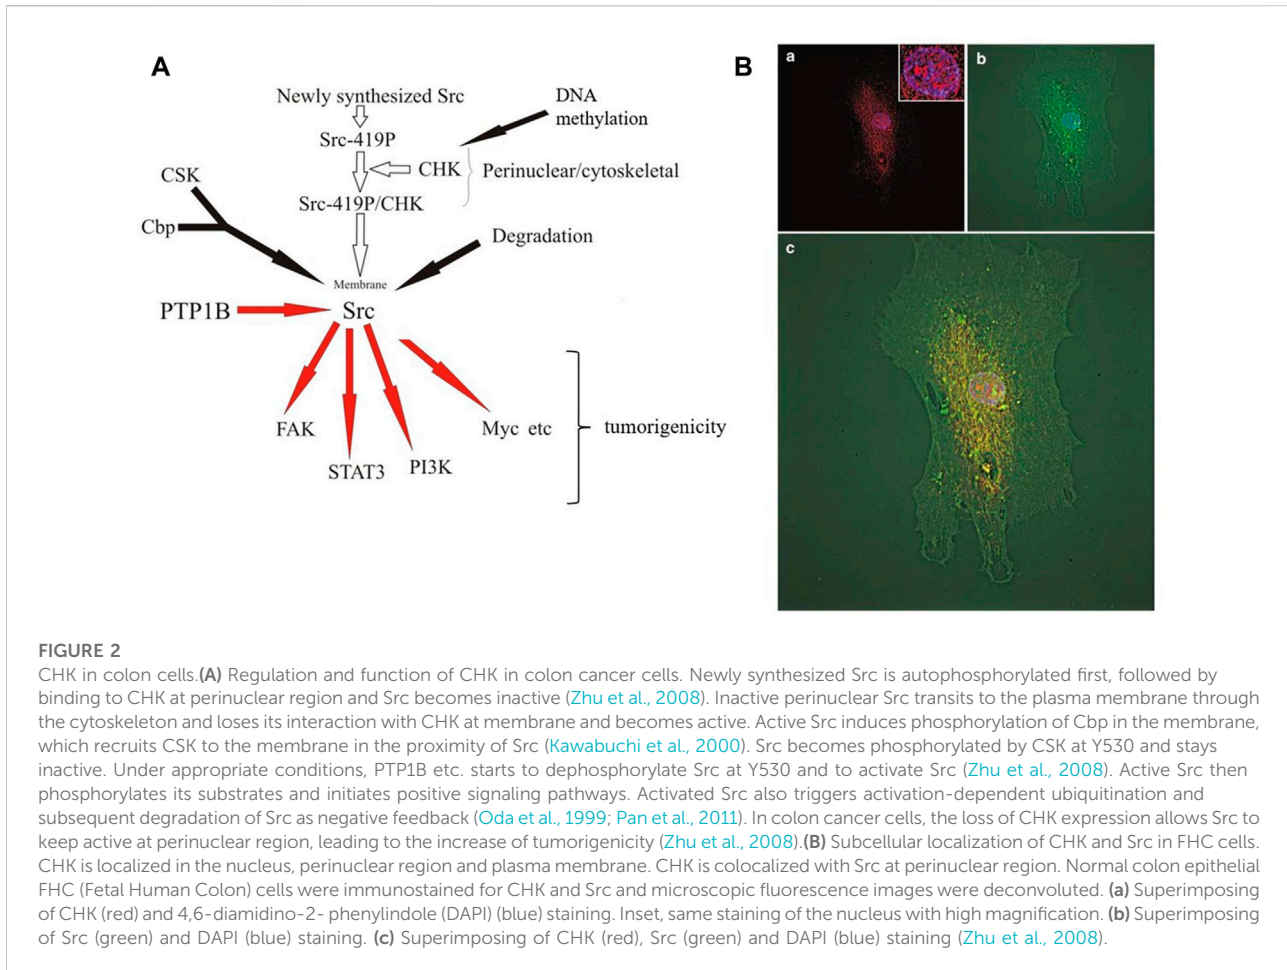 A
Newly synthesized Src
DNA
methylation
Src-419P
CHK
Perinuclear/cytoskeletal
CSK
Src-419P/CHK
Cbp
Degradation
Membrane
PTP1B
Src
FAK
STAT3
PI3K
Myc etc
tumorigenicity
B
a
b
c
FIGURE 2
CHK in colon cells.(A) Regulation and function of CHK in colon cancer cells. Newly synthesized Src is autophosphorylated first, followed by
binding to CHK at perinuclear region and Src becomes inactive (Zhu et al., 2008). Inactive perinuclear Src transits to the plasma membrane through
the cytoskeleton and loses its interaction with CHK at membrane and becomes active. Active Src induces phosphorylation of Cbp in the membrane,
which recruits CSK to the membrane in the proximity of Src (Kawabuchi et al., 2000). Src becomes phosphorylated by CSK at Y530 and stays
inactive. Under appropriate conditions, PTP1B etc. starts to dephosphorylate Src at Y530 and to activate Src (Zhu et al., 2008). Active Src then
phosphorylates its substrates and initiates positive signaling pathways. Activated Src also triggers activation-dependent ubiquitination and
subsequent degradation of Src as negative feedback (Oda et al., 1999; Pan et al., 2011). In colon cancer cells, the loss of CHK expression allows Src to
keep active at perinuclear region, leading to the increase of tumorigenicity (Zhu et al., 2008).(B) Subcellular localization of CHK and Src in FHC cells.
CHK is localized in the nucleus, perinuclear region and plasma membrane. CHK is colocalized with Src at perinuclear region. Normal colon epithelial
FHC (Fetal Human Colon) cells were immunostained for CHK and Src and microscopic fluorescence images were deconvoluted. (a) Superimposing
of CHK (red) and 4,6-diamidino-2- phenylindole (DAPI) (blue) staining. Inset, same staining of the nucleus with high magnification. (b) Superimposing
of Src (green) and DAPI (blue) staining. (c) Superimposing of CHK (red), Src (green) and DAPI (blue) staining (Zhu et al., 2008).